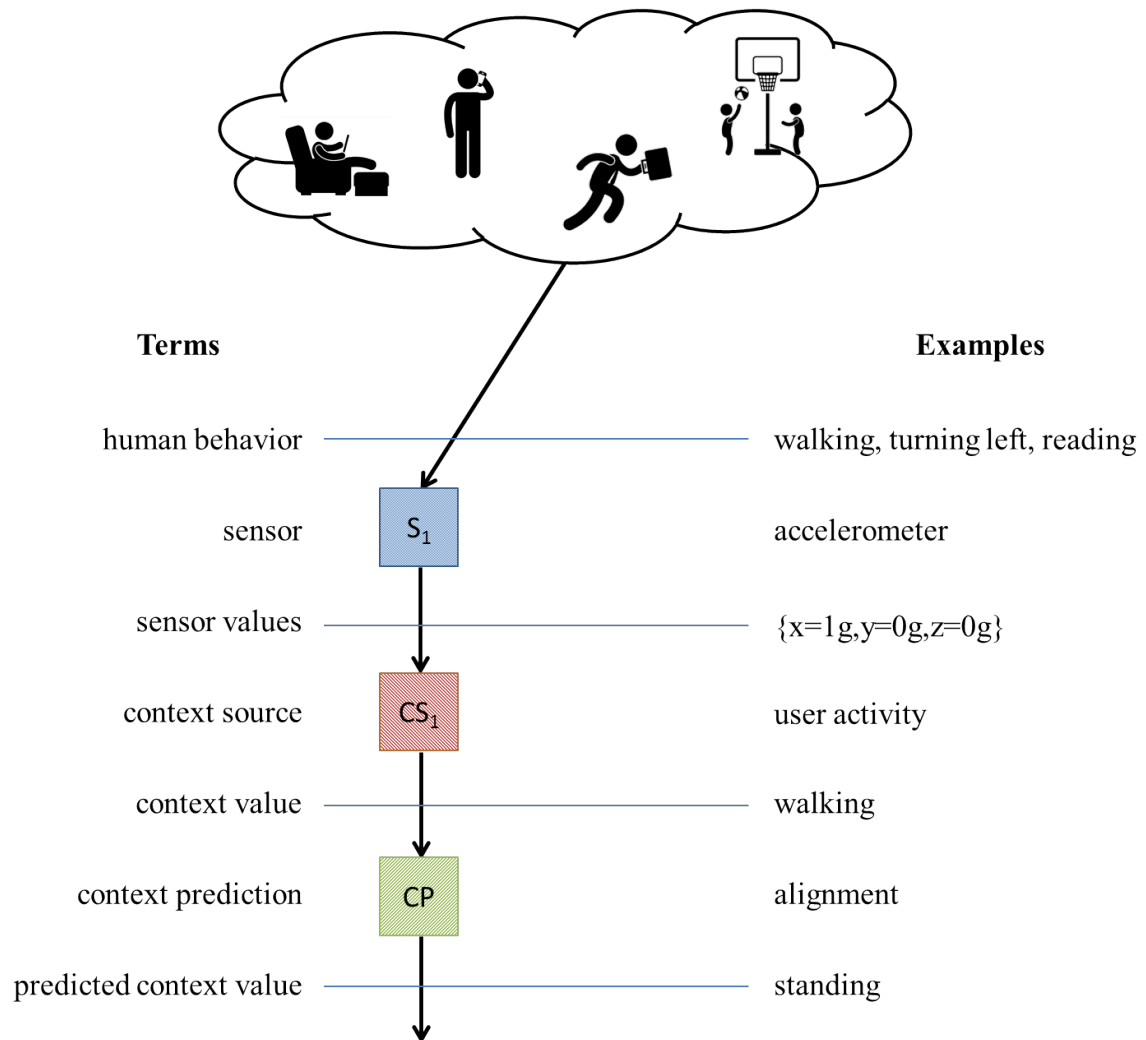 Terms Examples
human behavior walking, turning left, reading
sensor S₁ accelerometer
sensor values {x=1g,y=0g,z=0g}
context source CS₁ user activity
context value walking
context prediction CP alignment
predicted context value standing